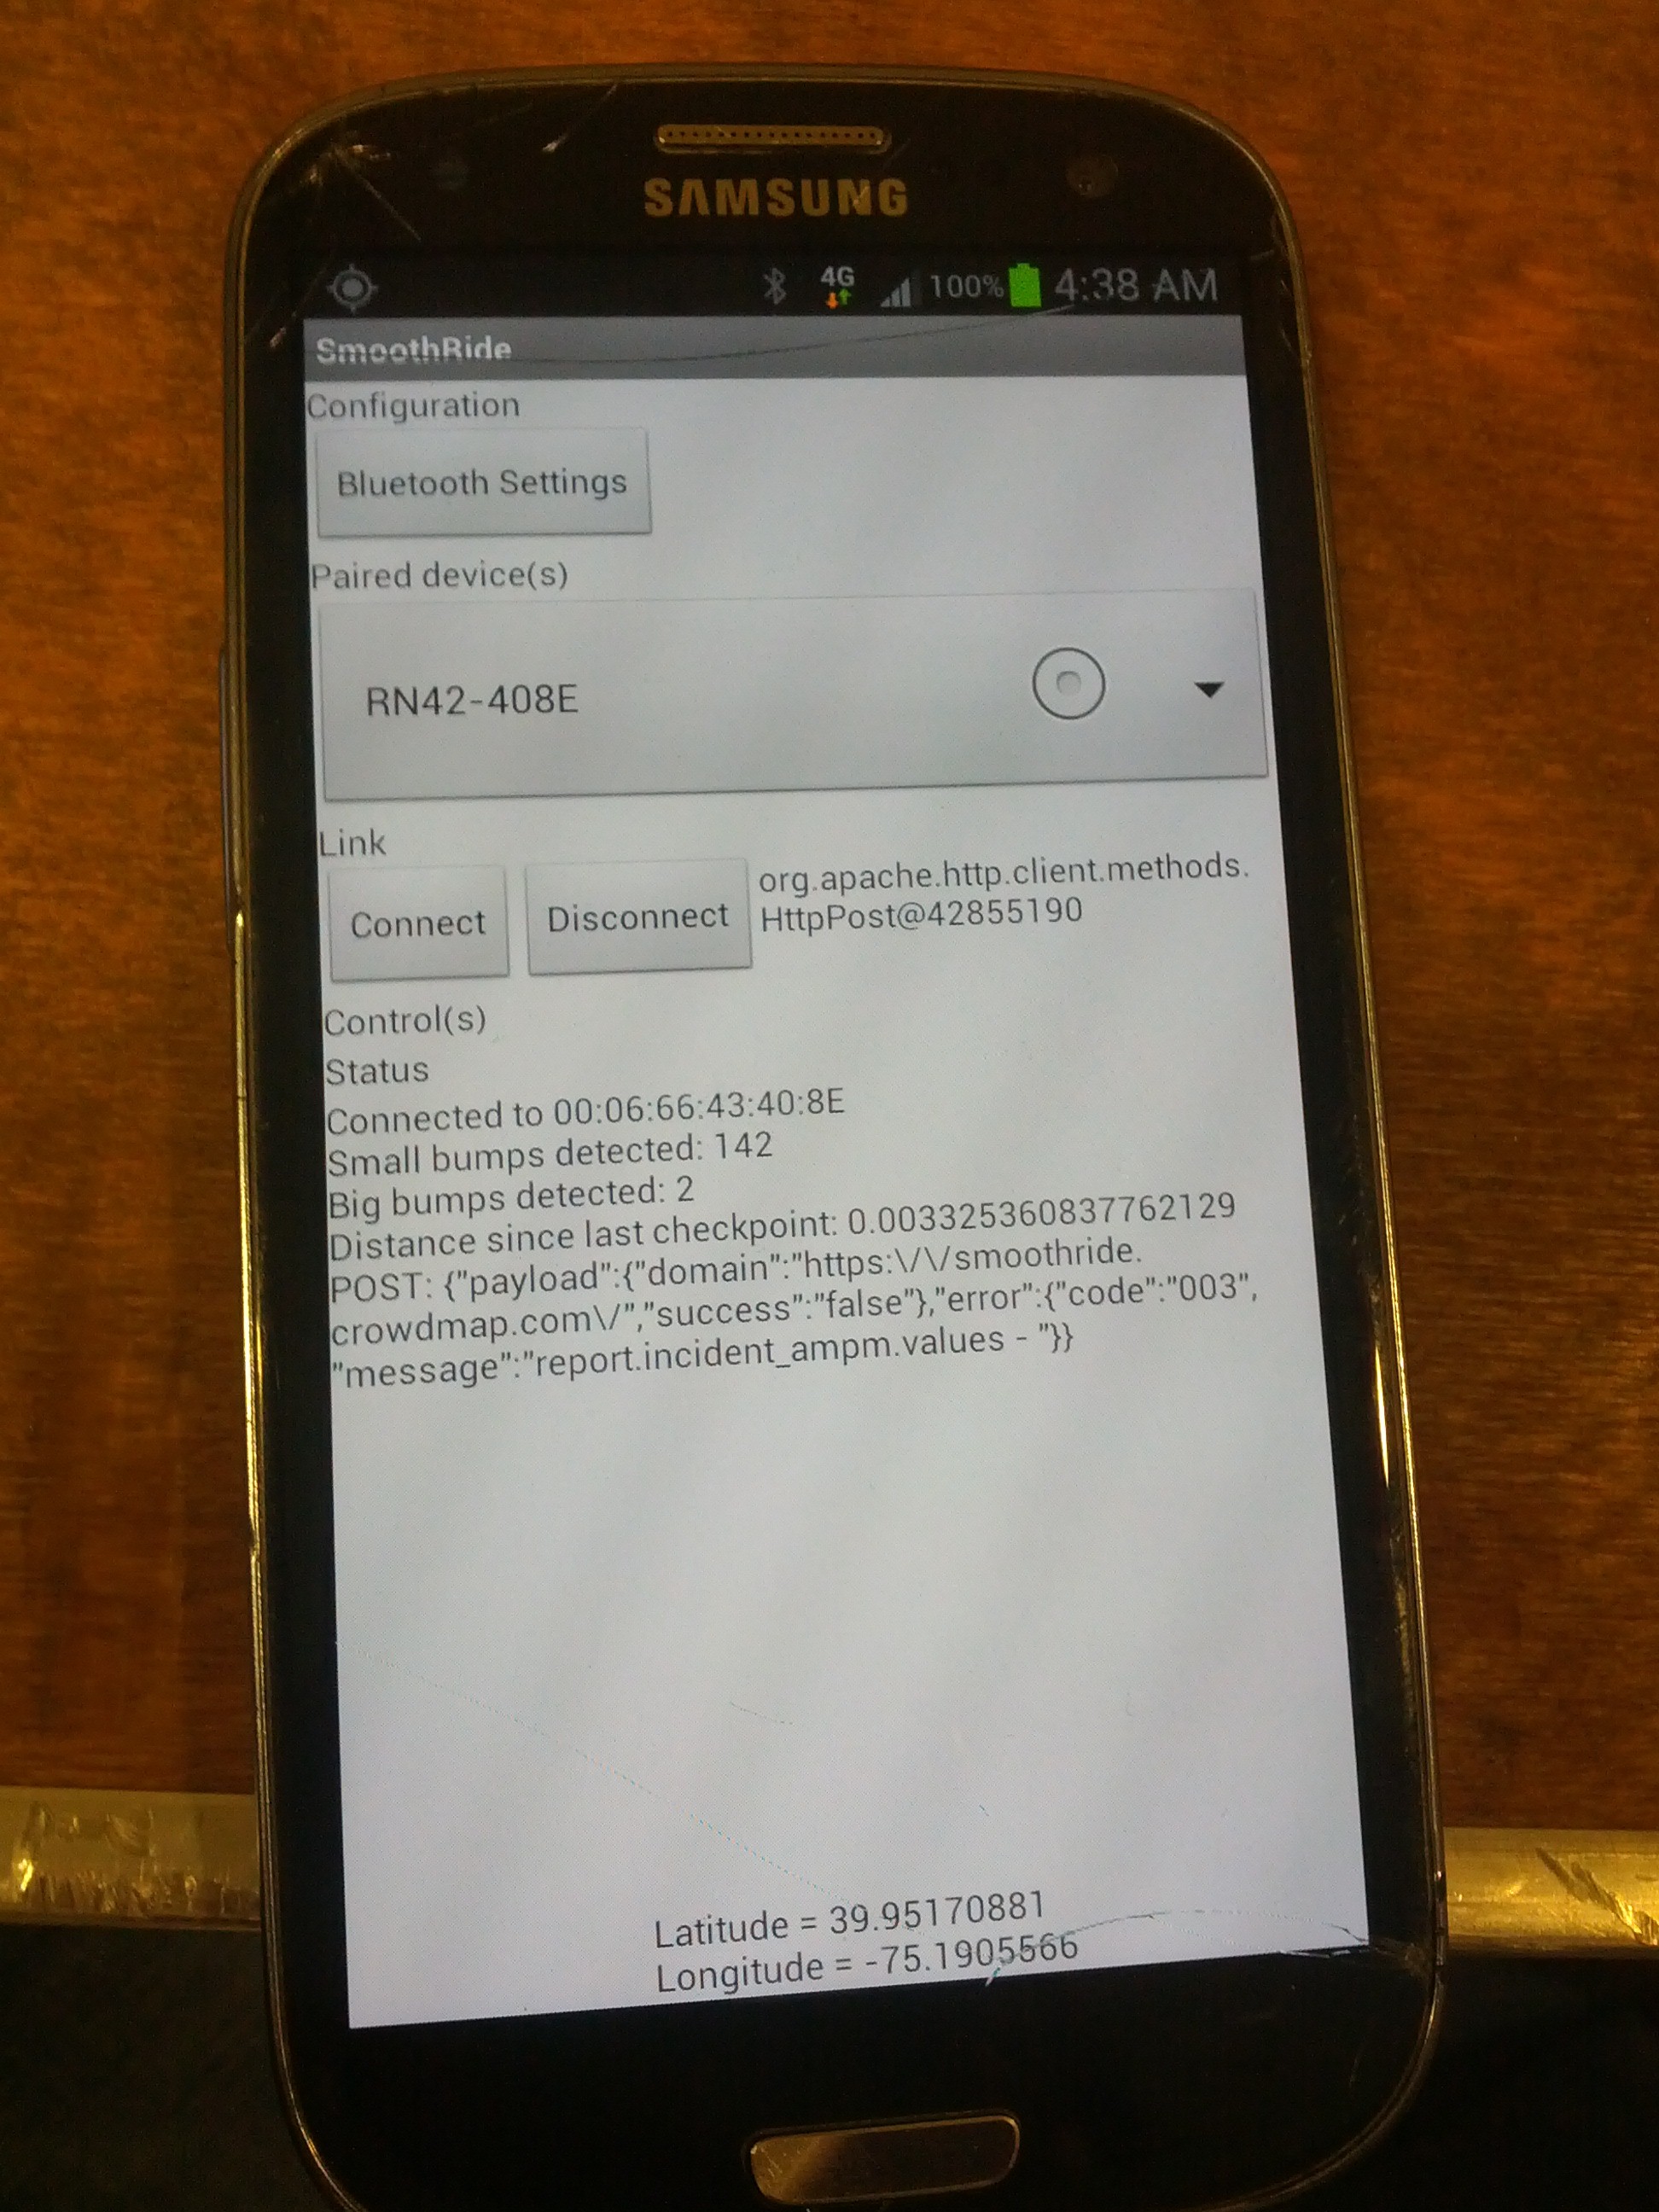 SAMSUNG
4G 100% 4:38 AM
SmoothRide
Configuration
Bluetooth Settings
Paired device(s)
RN42-408E
Link
Connect Disconnect org.apache.http.client.methods.
HttpPost@42855190
Control(s)
Status
Connected to 00:06:66:43:40:8E
Small bumps detected: 142
Big bumps detected: 2
Distance since last checkpoint: 0.003325360837762129
POST: {"payload":{"domain":"https:\/\/smoothride.
crowdmap.com\/","success":"false"},"error":{"code":"003",
"message":"report.incident_ampm.values - "}}
Latitude = 39.95170881
Longitude = -75.1905566